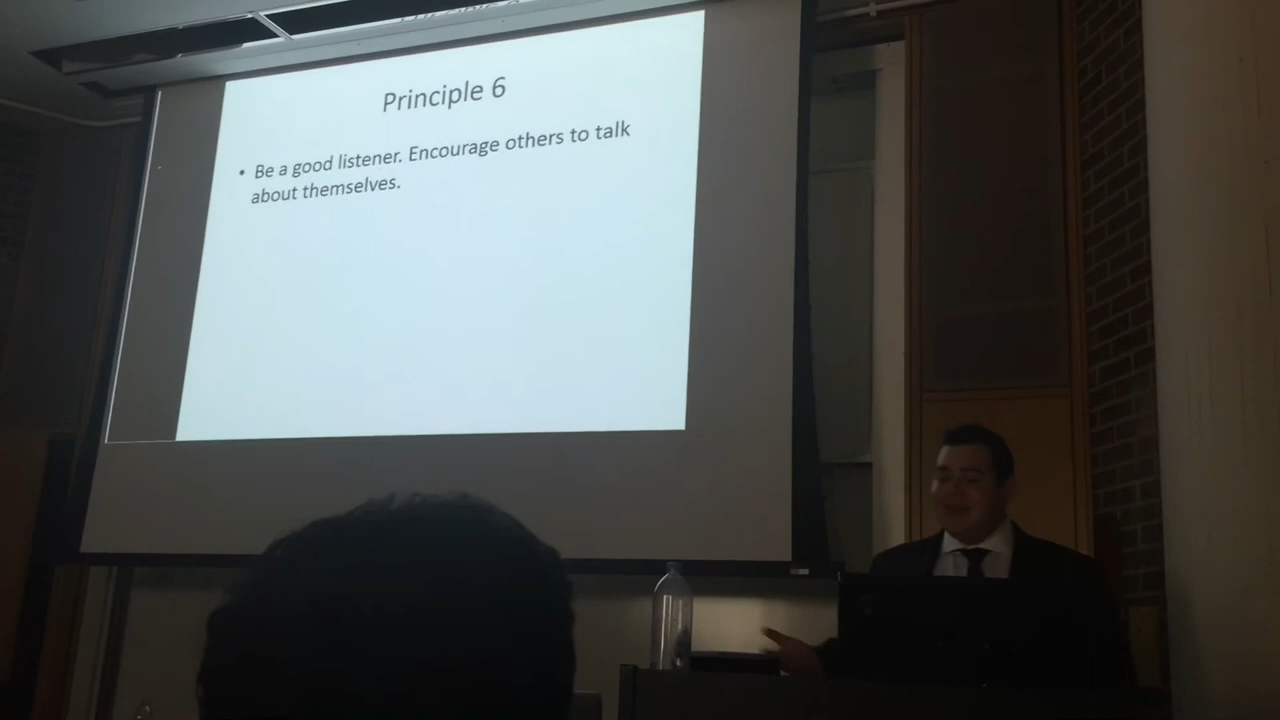 Principle 6
• Be a good listener. Encourage others to talk
about themselves.